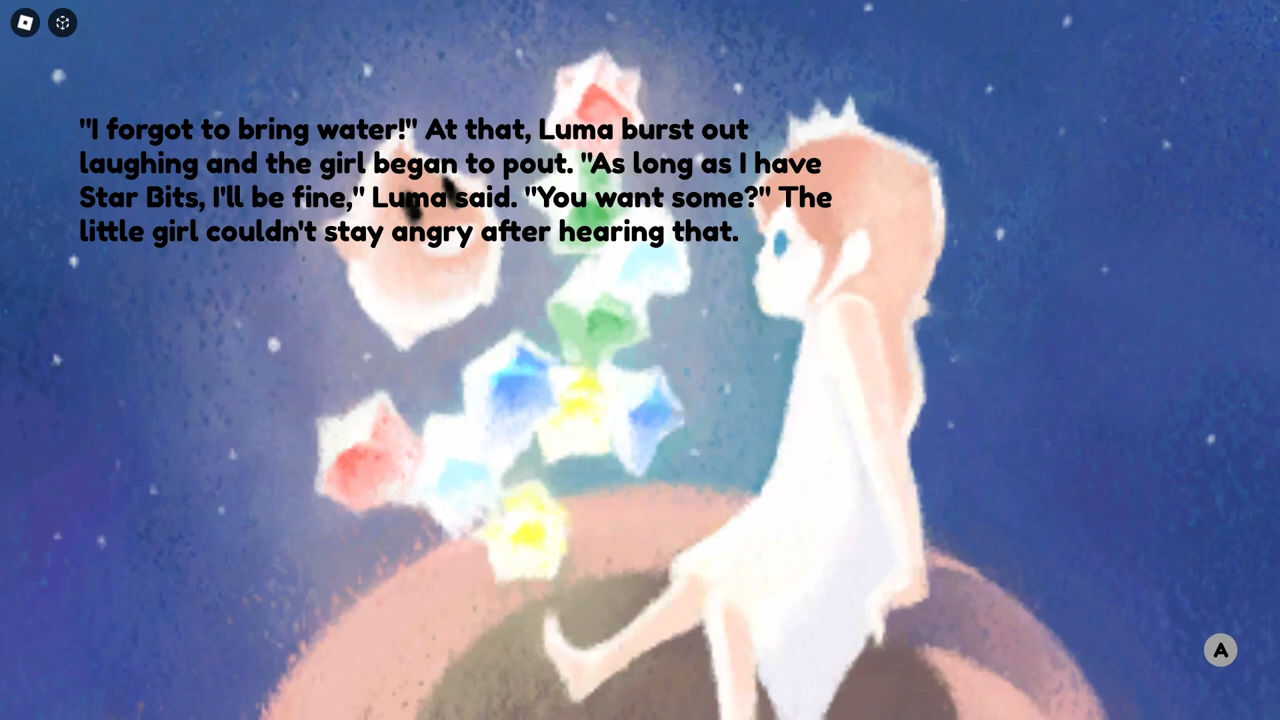 "I forgot to bring water!" At that, Luma burst out
laughing and the girl began to pout. "As long as I have
Star Bits, I'll be fine," Luma said. "You want some?" The
little girl couldn't stay angry after hearing that.
A